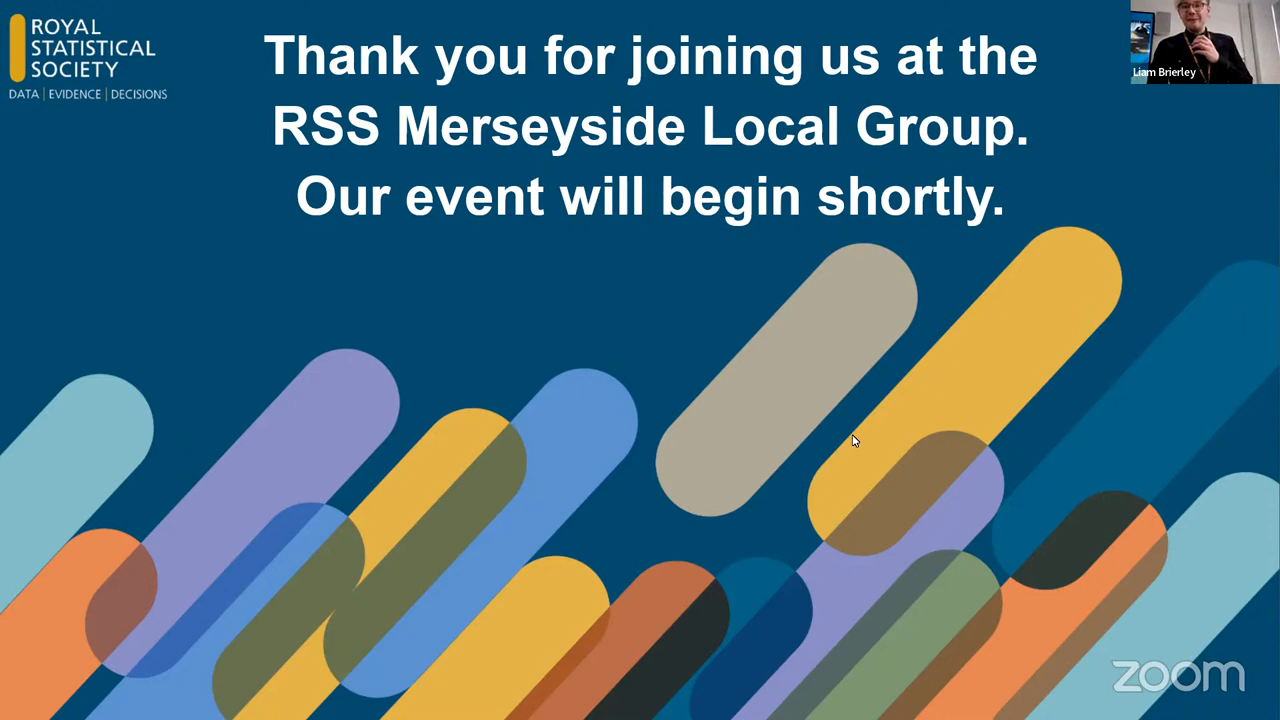 ROYAL
STATISTICAL
SOCIETY
DATA | EVIDENCE | DECISIONS
Thank you for joining us at the
RSS Merseyside Local Group.
Our event will begin shortly.
Liam Brierley
zoom